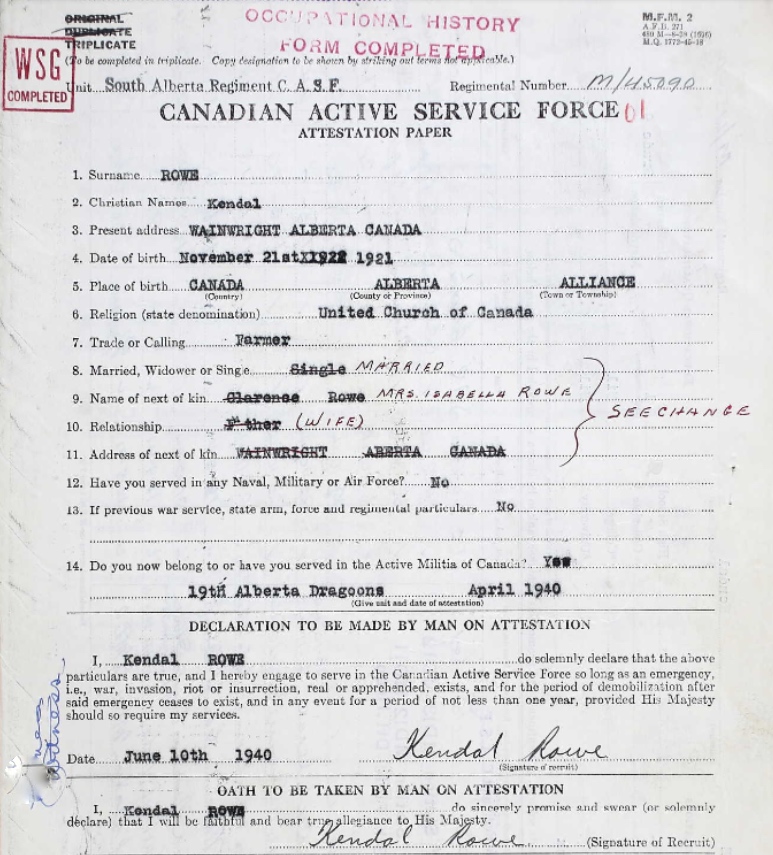 ORIGINAL
DUPLICATE
TRIPLICATE
OCCUPATIONAL HISTORY
FORM COMPLETED
M.F.M. 2
WSG
COMPLETED
(To be completed in triplicate. Copy designation to be shown by striking out terms not applicable.)
Unit South Alberta Regiment C.A.S.F. Regimental Number M/45090
CANADIAN ACTIVE SERVICE FORCE 01
ATTESTATION PAPER
1. Surname ROWE
2. Christian Names Kendal
3. Present address WAINWRIGHT ALBERTA CANADA
4. Date of birth November 21st 1922 1921
5. Place of birth CANADA ALBERTA ALLIANCE
(Country) (County or Province) (Town or Township)
6. Religion (state denomination) United Church of Canada
7. Trade or Calling Farmer
8. Married, Widower or Single Single MARRIED
9. Name of next of kin Clarence Rowe MRS. ISABELLA ROWE
10. Relationship Father (WIFE)
SEE CHANGE
11. Address of next of kin WAINWRIGHT ABERTA CANADA
12. Have you served in any Naval, Military or Air Force? No
13. If previous war service, state arm, force and regimental particulars No
14. Do you now belong to or have you served in the Active Militia of Canada? Yes
19TH Alberta Dragoons April 1940
(Give unit and date of attestation)
DECLARATION TO BE MADE BY MAN ON ATTESTATION
I, Kendal ROWE do solemnly declare that the above
particulars are true, and I hereby engage to serve in the Canadian Active Service Force so long as an emergency,
i.e., war, invasion, riot or insurrection, real or apprehended, exists, and for the period of demobilization after
said emergency ceases to exist, and in any event for a period of not less than one year, provided His Majesty
should so require my services.
witness
Date June 10th 1940 Kendal Rowe
(Signature of recruit)
OATH TO BE TAKEN BY MAN ON ATTESTATION
I, Kendal ROWE do sincerely promise and swear (or solemnly
declare) that I will be faithful and bear true allegiance to His Majesty.
Kendal Rowe (Signature of Recruit)